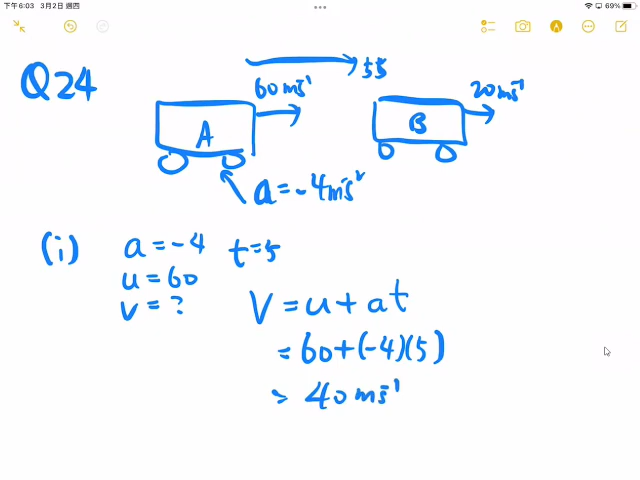 下午6:03 3月2日 週四
69%
Q24
5s
60ms⁻¹
20ms⁻¹
A
B
a=-4ms⁻²
(i) a=-4 t=5
u=60
v=?
V=u+at
=60+(-4)(5)
=40ms⁻¹